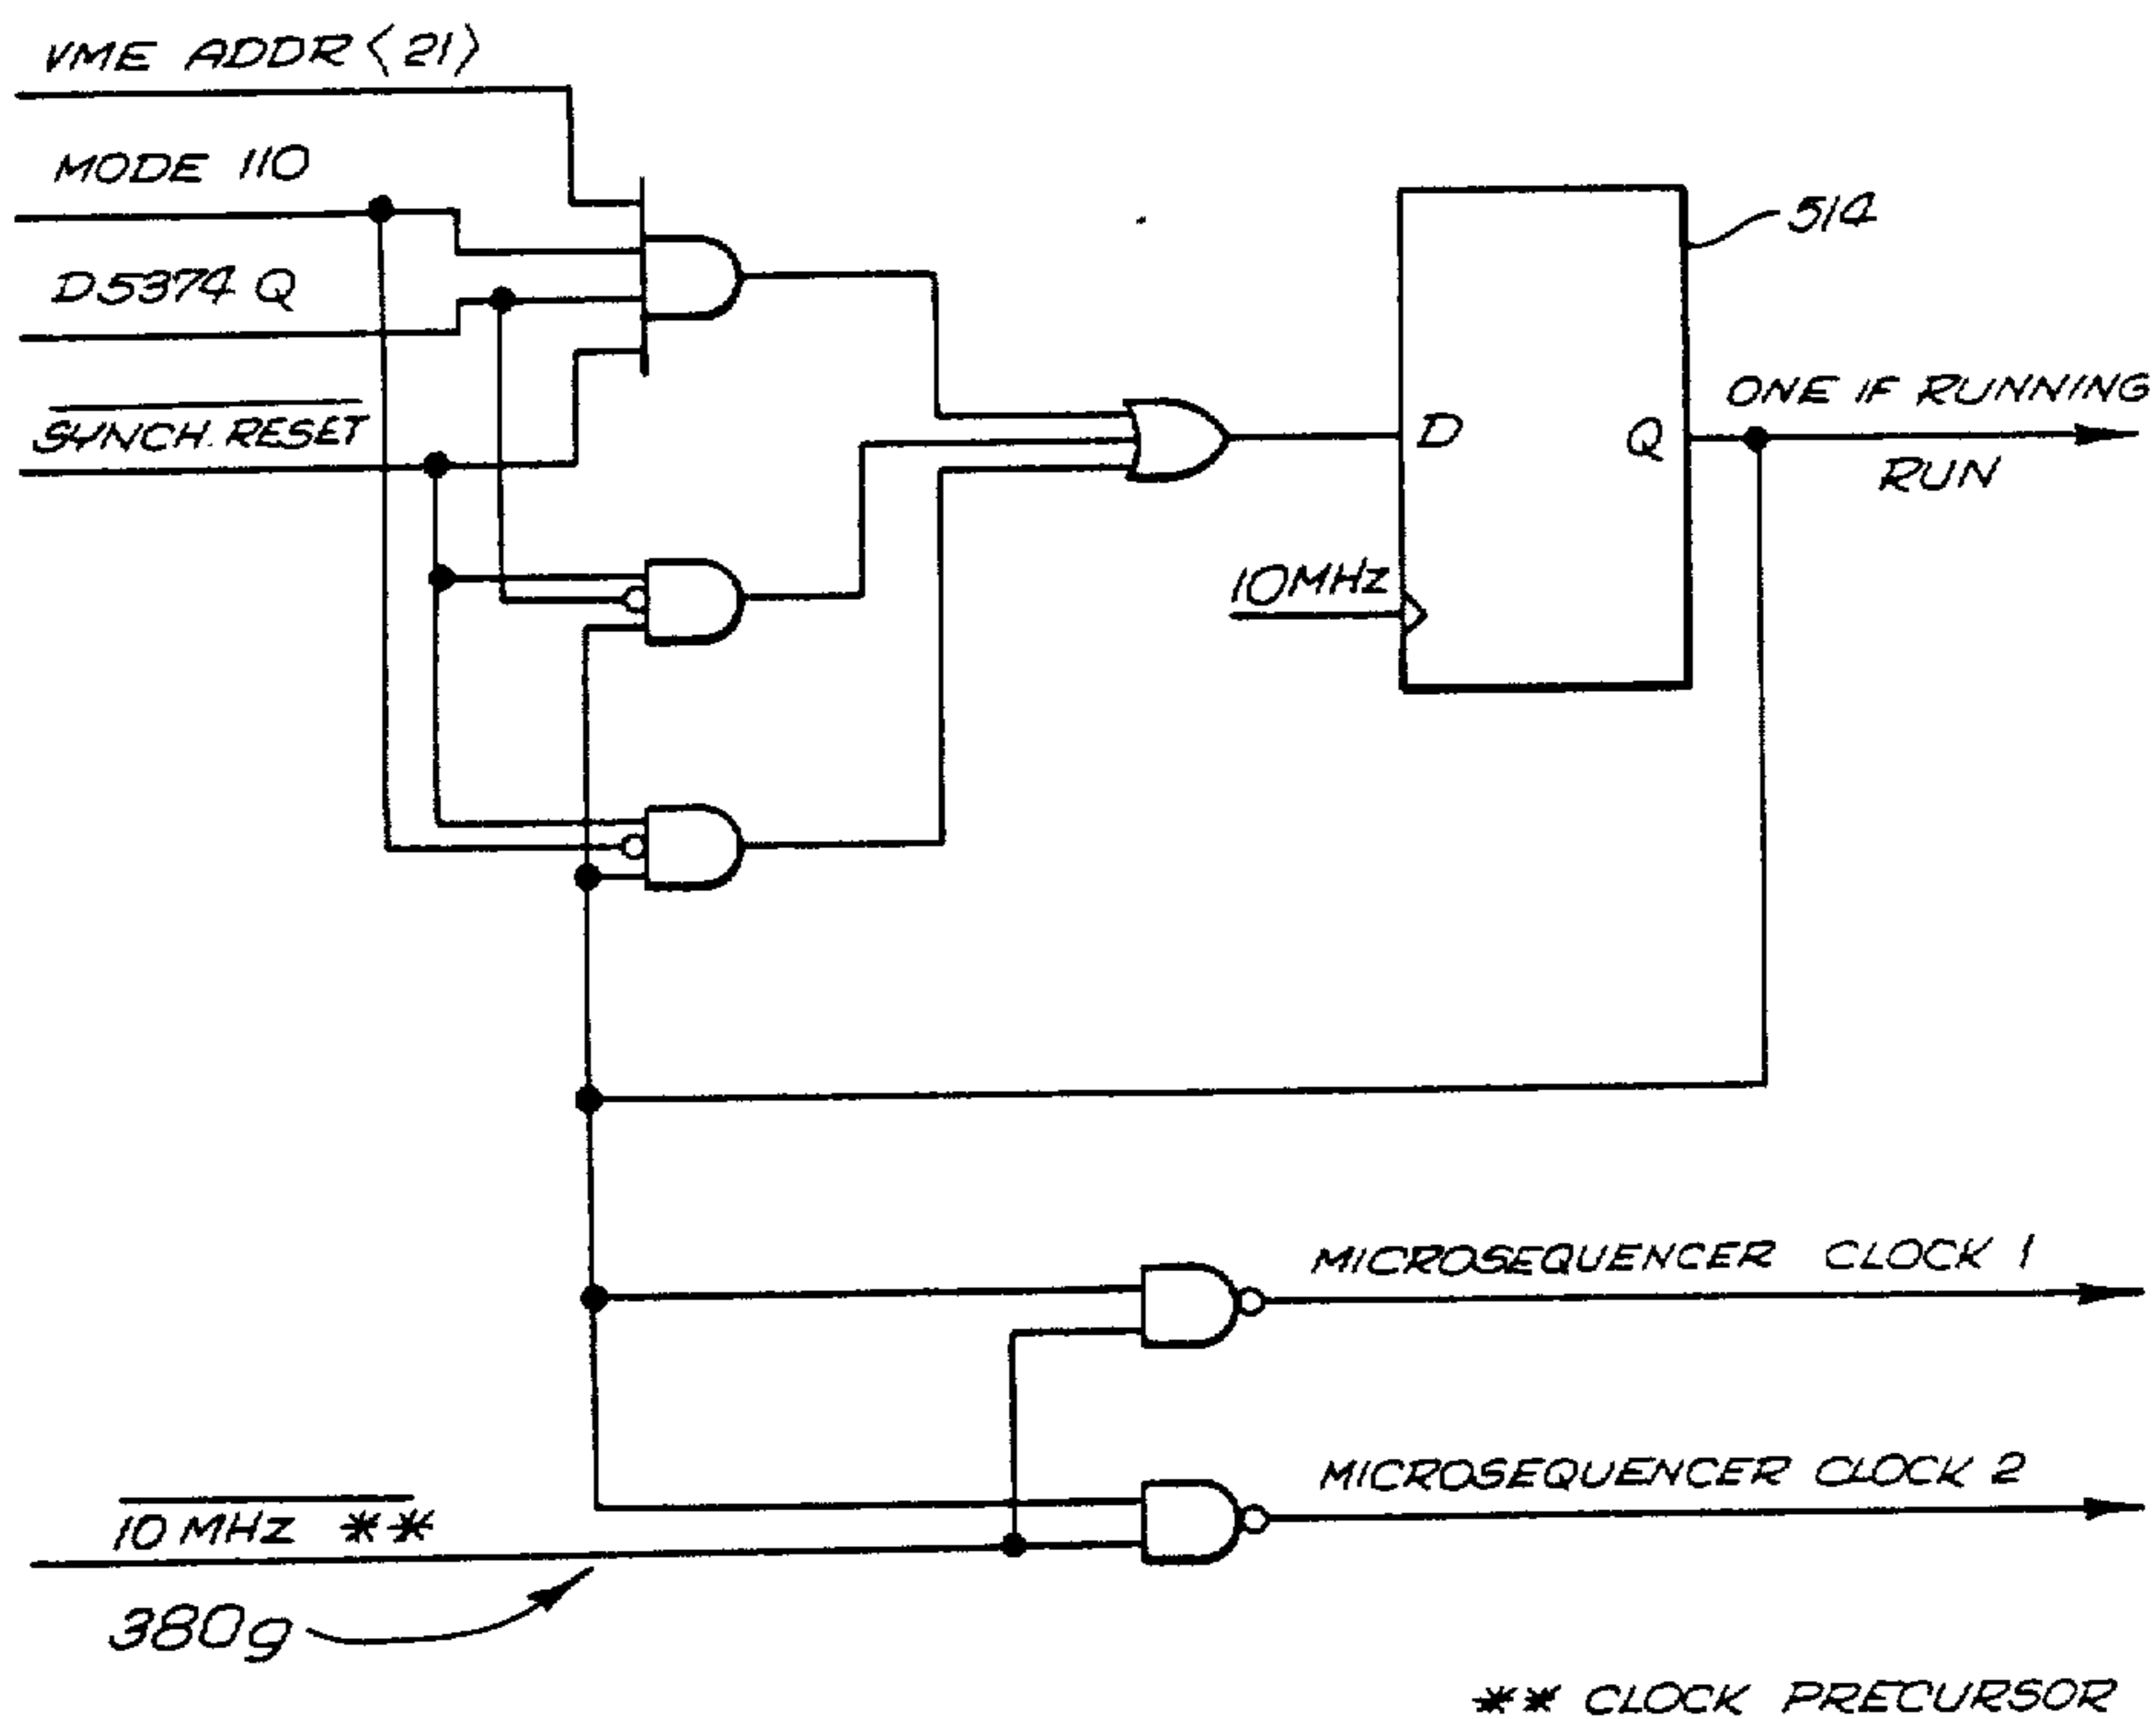 VME ADDR <21>
MODE 110
D5374 Q
SYNCH. RESET
514
D
Q
ONE IF RUNNING
RUN
10MHz
MICROSEQUENCER CLOCK 1
MICROSEQUENCER CLOCK 2
10 MHz **
380g
** CLOCK PRECURSOR